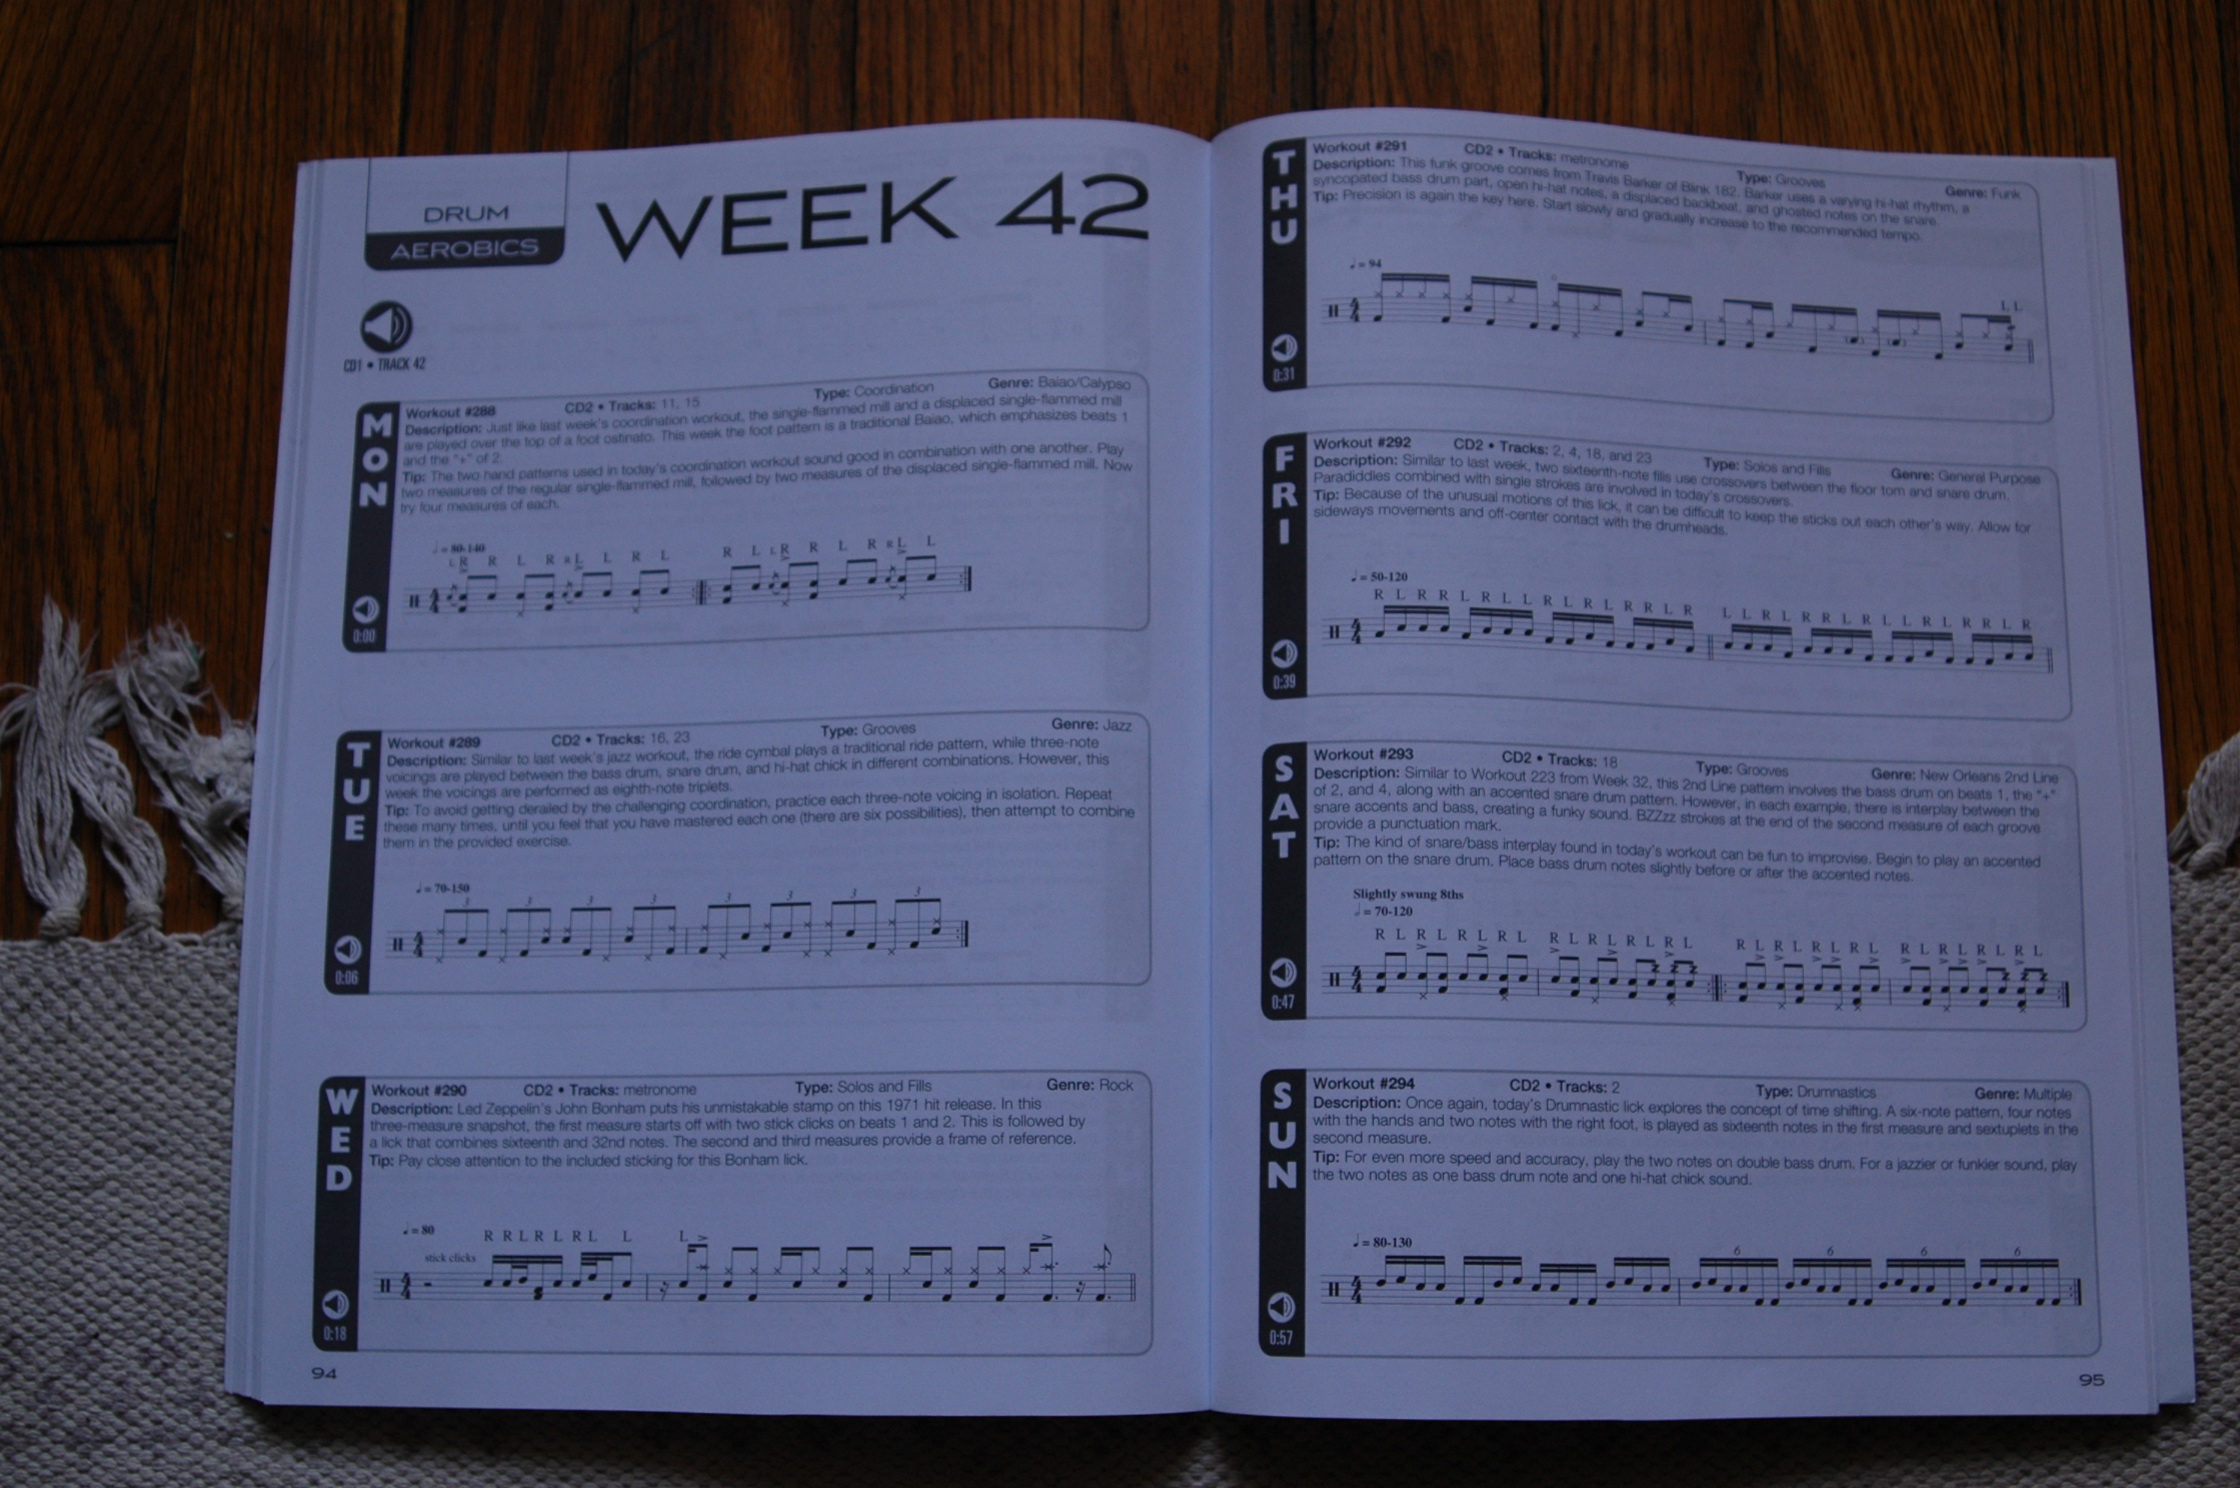 DRUM
AEROBICS
WEEK 42
CD1 • TRACK 42
MON
0:00
Workout #288 CD2 • Tracks: 11, 15 Type: Coordination Genre: Baiao/Calypso
Description: Just like last week's coordination workout, the single-flammed mill and a displaced single-flammed mill
are played over the top of a foot ostinato. This week the foot pattern is a traditional Baiao, which emphasizes beats 1
and the "+" of 2.
Tip: The two hand patterns used in today's coordination workout sound good in combination with one another. Play
two measures of the regular single-flammed mill, followed by two measures of the displaced single-flammed mill. Now
try four measures of each.
♩ = 80-140
L R R L R R L L R L R L L R R L R R L L
TUE
0:06
Workout #289 CD2 • Tracks: 16, 23 Type: Grooves Genre: Jazz
Description: Similar to last week's jazz workout, the ride cymbal plays a traditional ride pattern, while three-note
voicings are played between the bass drum, snare drum, and hi-hat chick in different combinations. However, this
week the voicings are performed as eighth-note triplets.
Tip: To avoid getting derailed by the challenging coordination, practice each three-note voicing in isolation. Repeat
these many times, until you feel that you have mastered each one (there are six possibilities), then attempt to combine
them in the provided exercise.
♩ = 70-150
3 3 3 3 3 3 3 3
WED
0:18
Workout #290 CD2 • Tracks: metronome Type: Solos and Fills Genre: Rock
Description: Led Zeppelin's John Bonham puts his unmistakable stamp on this 1971 hit release. In this
three-measure snapshot, the first measure starts off with two stick clicks on beats 1 and 2. This is followed by
a lick that combines sixteenth and 32nd notes. The second and third measures provide a frame of reference.
Tip: Pay close attention to the included sticking for this Bonham lick.
♩ = 80
stick clicks
R R L R L R L L L
94
THU
0:31
Workout #291 CD2 • Tracks: metronome Type: Grooves Genre: Funk
Description: This funk groove comes from Travis Barker of Blink 182. Barker uses a varying hi-hat rhythm, a
syncopated bass drum part, open hi-hat notes, a displaced backbeat, and ghosted notes on the snare.
Tip: Precision is again the key here. Start slowly and gradually increase to the recommended tempo.
♩ = 94
L L
FRI
0:39
Workout #292 CD2 • Tracks: 2, 4, 18, and 23 Type: Solos and Fills Genre: General Purpose
Description: Similar to last week, two sixteenth-note fills use crossovers between the floor tom and snare drum.
Paradiddles combined with single strokes are involved in today's crossovers.
Tip: Because of the unusual motions of this lick, it can be difficult to keep the sticks out each other's way. Allow for
sideways movements and off-center contact with the drumheads.
♩ = 50-120
R L R R L R L L R L R L R R L R L L R L R R L R L R L L R L R R L R
SAT
0:47
Workout #293 CD2 • Tracks: 18 Type: Grooves Genre: New Orleans 2nd Line
Description: Similar to Workout 223 from Week 32, this 2nd Line pattern involves the bass drum on beats 1, the "+"
of 2, and 4, along with an accented snare drum pattern. However, in each example, there is interplay between the
snare accents and bass, creating a funky sound. BZZzz strokes at the end of the second measure of each groove
provide a punctuation mark.
Tip: The kind of snare/bass interplay found in today's workout can be fun to improvise. Begin to play an accented
pattern on the snare drum. Place bass drum notes slightly before or after the accented notes.
Slightly swung 8ths
♩ = 70-120
R L R L R L R L R L R L R L R L R L R L R L R L R L R L R L R L
SUN
0:57
Workout #294 CD2 • Tracks: 2 Type: Drumnastics Genre: Multiple
Description: Once again, today's Drumnastic lick explores the concept of time shifting. A six-note pattern, four notes
with the hands and two notes with the right foot, is played as sixteenth notes in the first measure and sextuplets in the
second measure.
Tip: For even more speed and accuracy, play the two notes on double bass drum. For a jazzier or funkier sound, play
the two notes as one bass drum note and one hi-hat chick sound.
♩ = 80-130
6 6 6 6
95